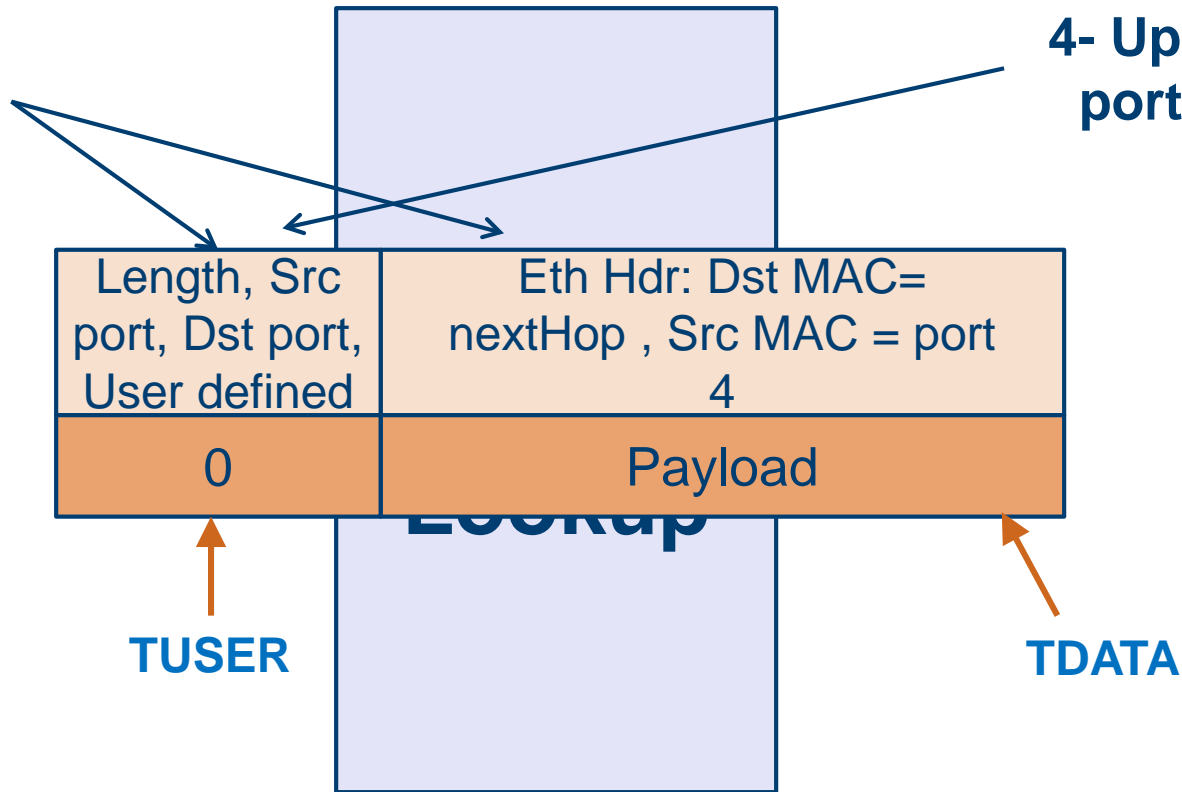 4- Up
port
Length, Src
port, Dst port,
User defined
Eth Hdr: Dst MAC=
nextHop , Src MAC = port
4
0
Payload
Lookup
TUSER
TDATA